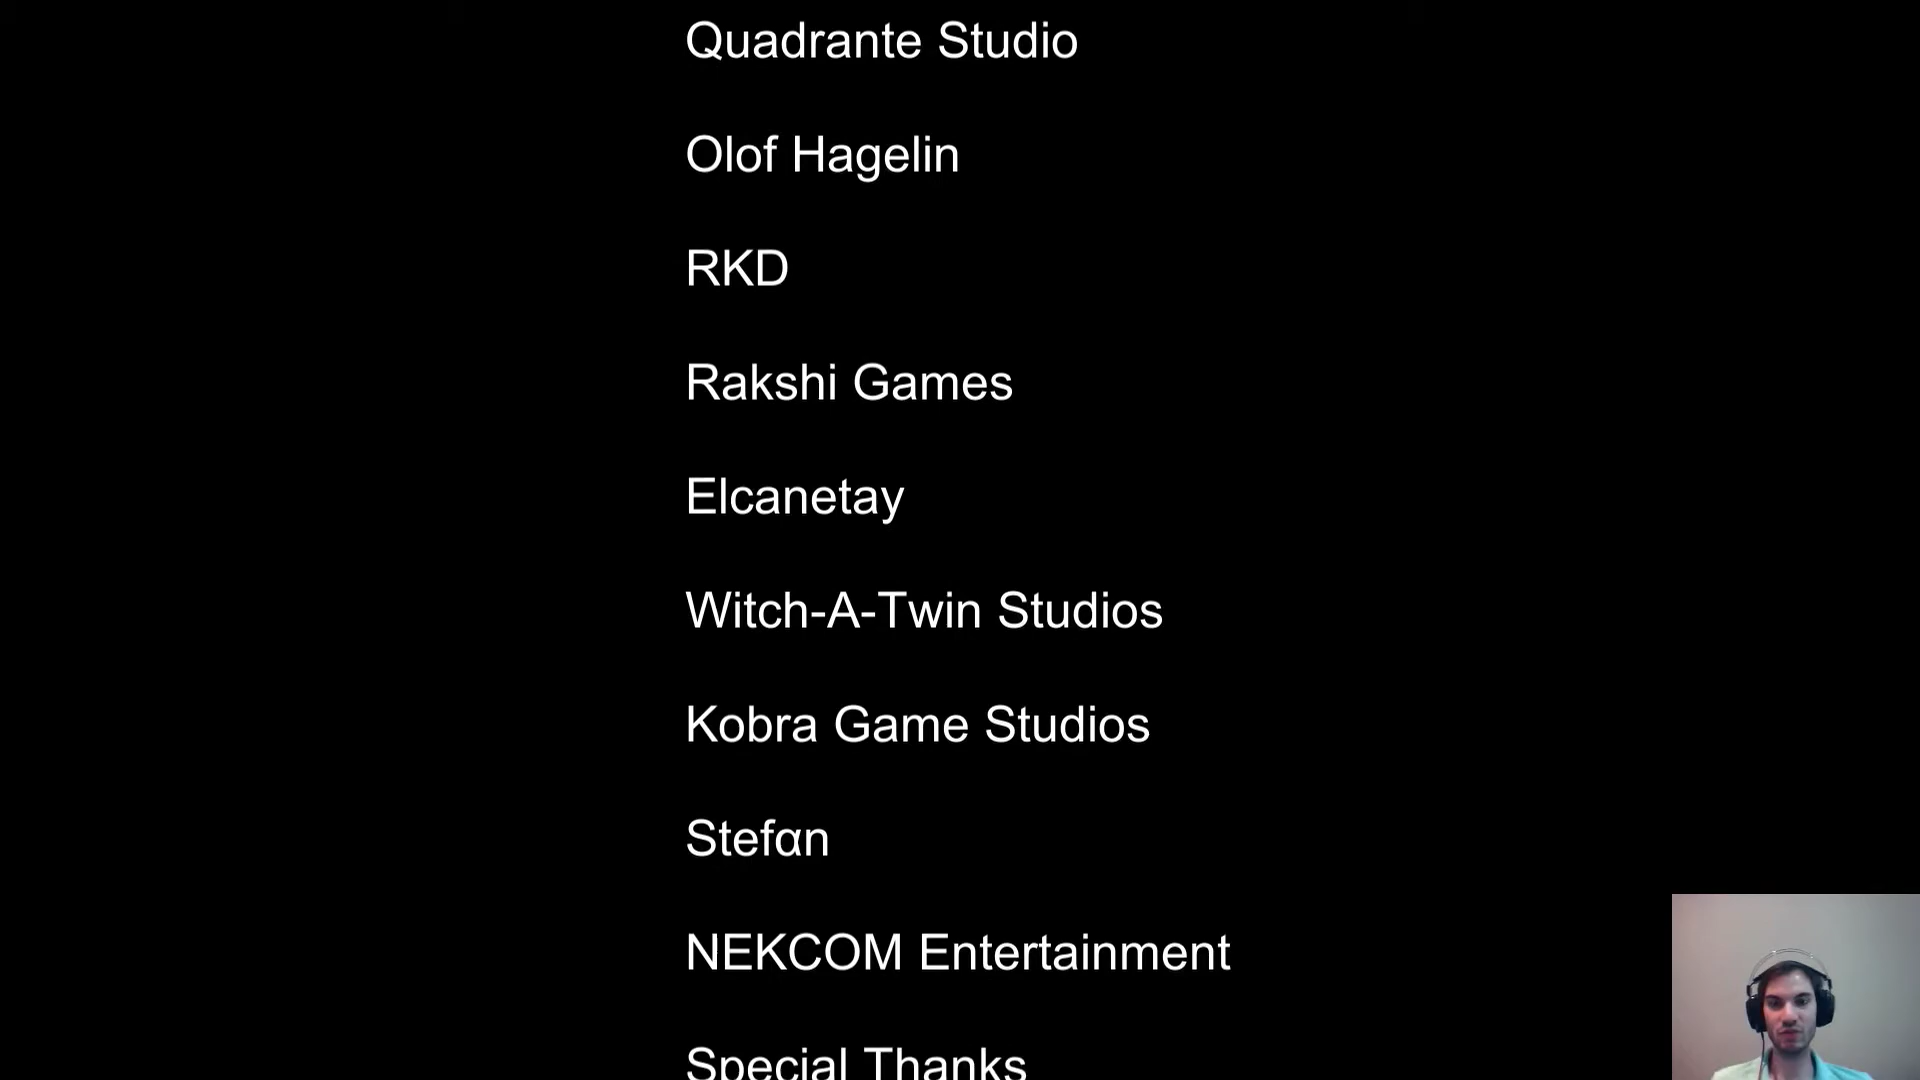 Quadrante Studio
Olof Hagelin
RKD
Rakshi Games
Elcanetay
Witch-A-Twin Studios
Kobra Game Studios
Stefαn
NEKCOM Entertainment
Special Thanks